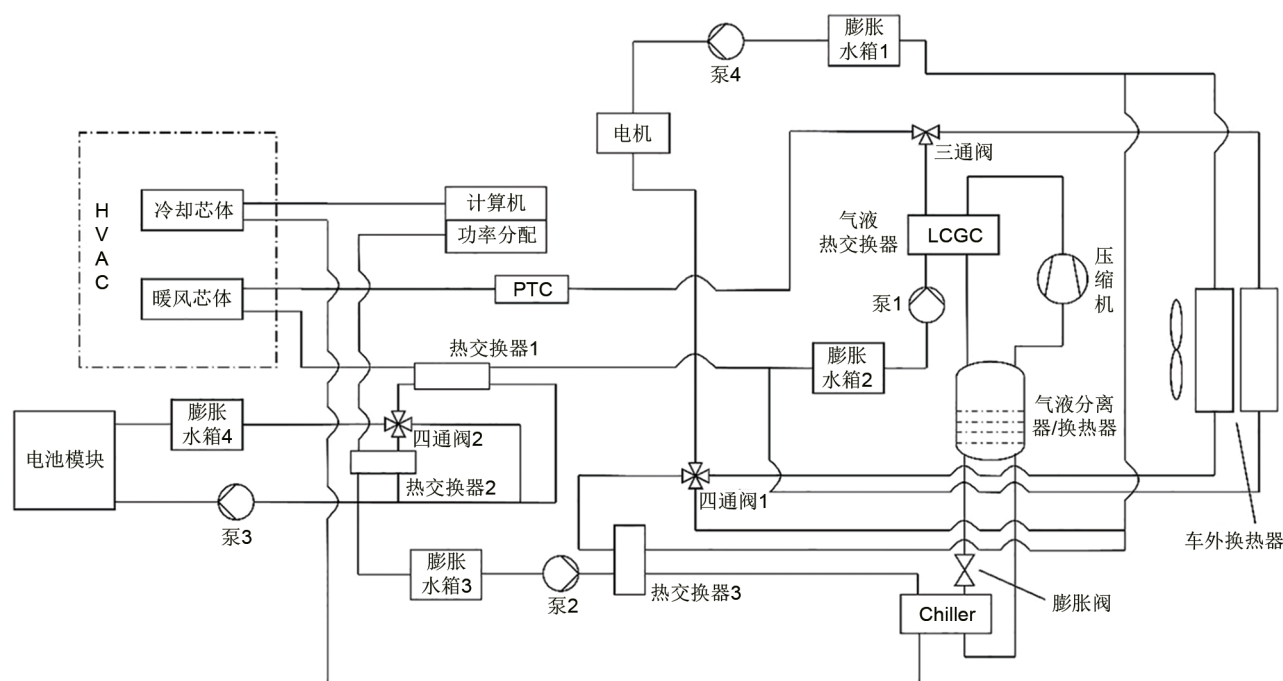 膨胀
水箱1
泵4
电机
三通阀
HVAC
冷却芯体
计算机
功率分配
气液
热交换器
LCGC
压缩机
暖风芯体
PTC
泵1
热交换器1
膨胀
水箱2
气液分离
器/换热器
膨胀
水箱4
四通阀2
电池模块
热交换器2
四通阀1
泵3
车外换热器
膨胀
水箱3
泵2
热交换器3
膨胀阀
Chiller